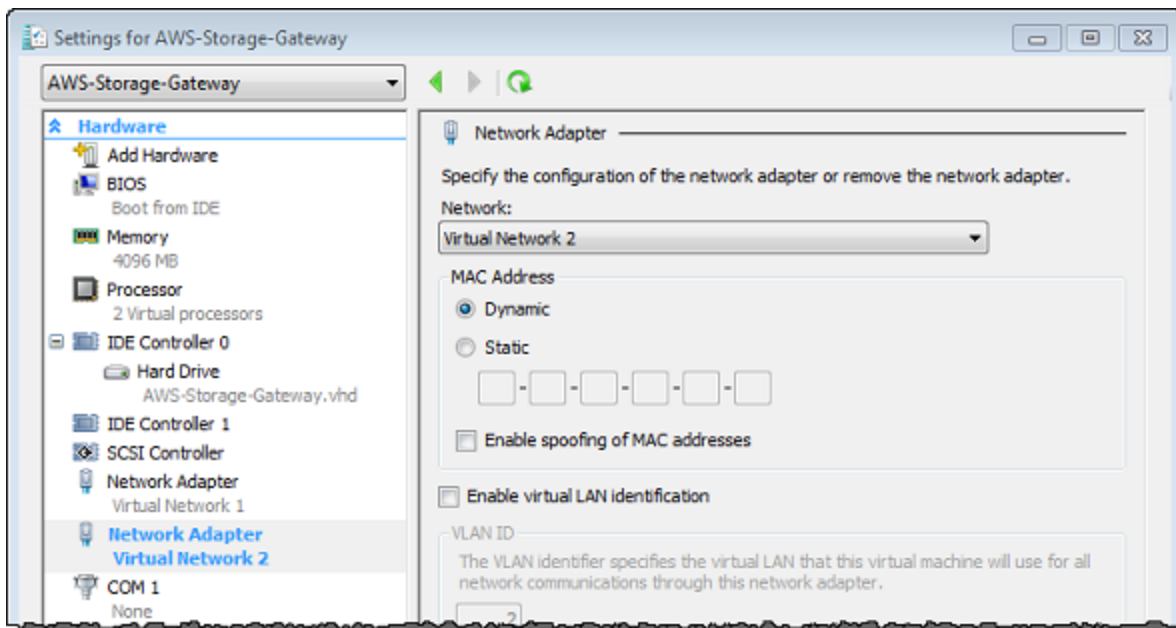 Settings for AWS-Storage-Gateway
AWS-Storage-Gateway
Hardware
Add Hardware
BIOS
Boot from IDE
Memory
4096 MB
Processor
2 Virtual processors
IDE Controller 0
Hard Drive
AWS-Storage-Gateway.vhd
IDE Controller 1
SCSI Controller
Network Adapter
Virtual Network 1
Network Adapter
Virtual Network 2
COM 1
None
Network Adapter
Specify the configuration of the network adapter or remove the network adapter.
Network:
Virtual Network 2
MAC Address
Dynamic
Static
- - - - -
Enable spoofing of MAC addresses
Enable virtual LAN identification
VLAN ID
The VLAN identifier specifies the virtual LAN that this virtual machine will use for all
network communications through this network adapter.
2